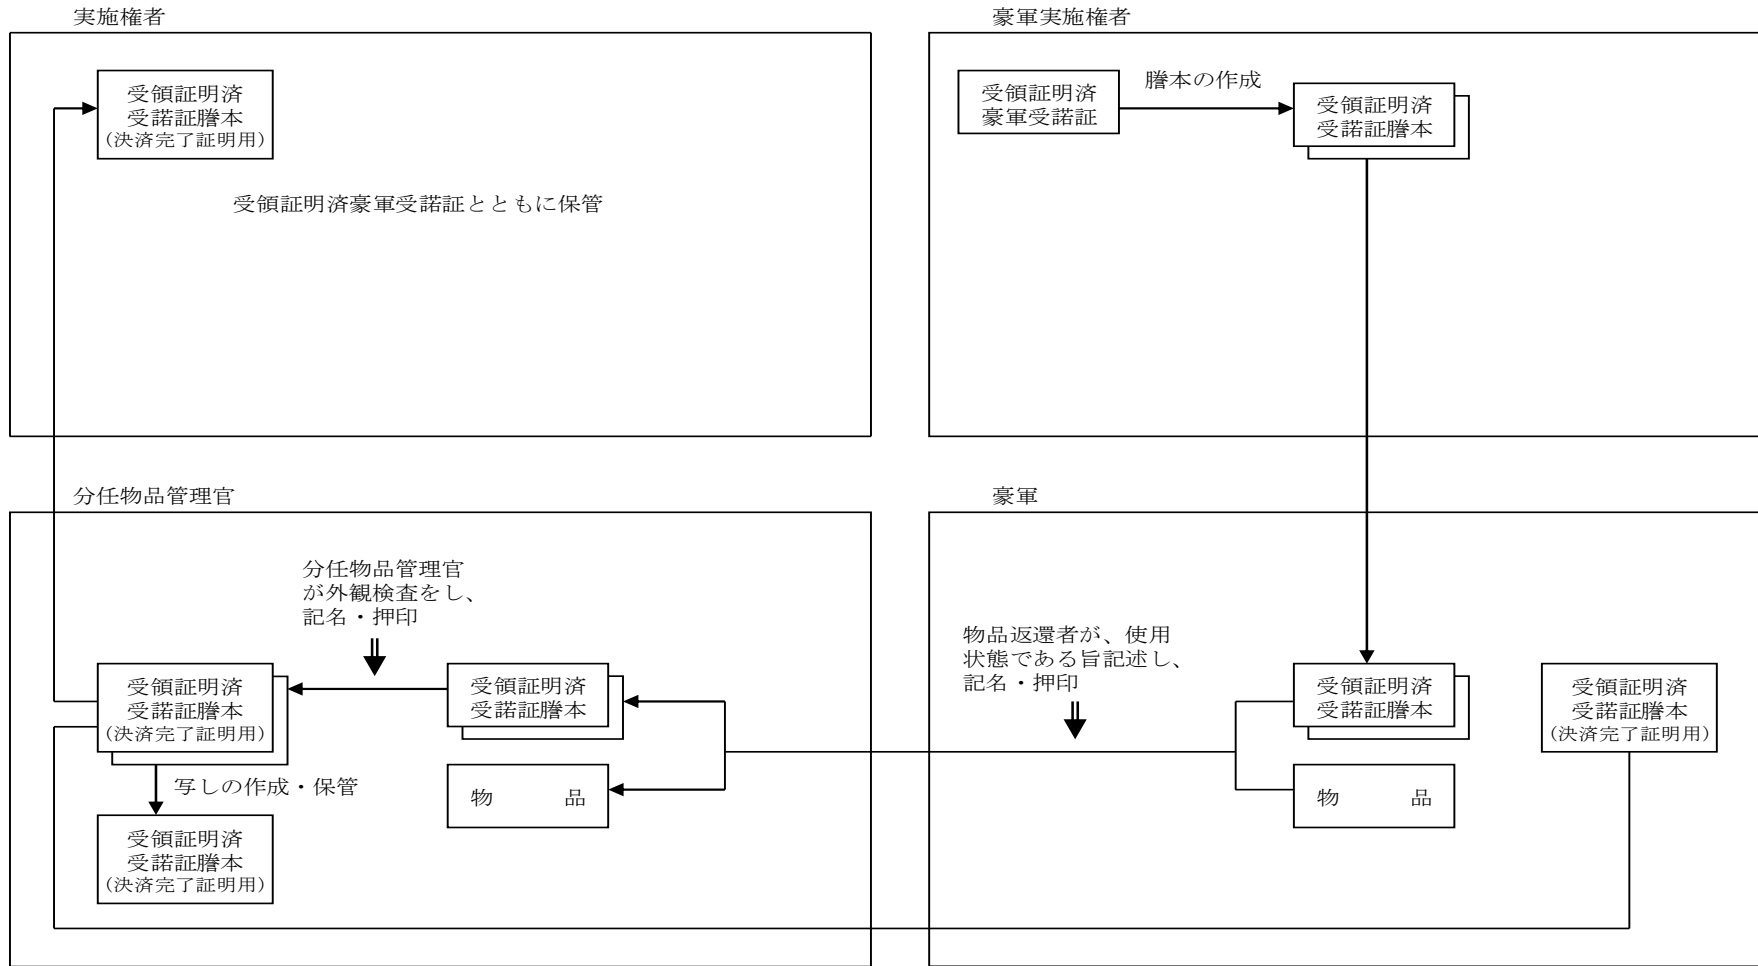 実施権者
受領証明済
受諾証謄本
(決済完了証明用)
受領証明済豪軍受諾証とともに保管
豪軍実施権者
受領証明済
豪軍受諾証
謄本の作成
受領証明済
受諾証謄本
分任物品管理官
分任物品管理官
が外観検査をし、
記名・押印
受領証明済
受諾証謄本
(決済完了証明用)
受領証明済
受諾証謄本
写しの作成・保管
物　　　品
受領証明済
受諾証謄本
(決済完了証明用)
豪軍
物品返還者が、使用
状態である旨記述し、
記名・押印
受領証明済
受諾証謄本
受領証明済
受諾証謄本
(決済完了証明用)
物　　　品